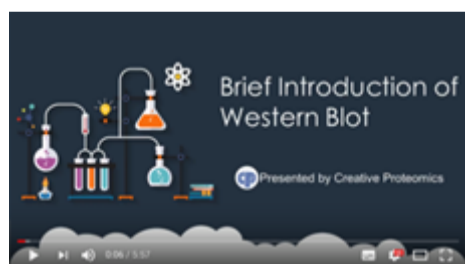 Brief Introduction of
Western Blot
Presented by Creative Proteomics
0:06 / 5:57